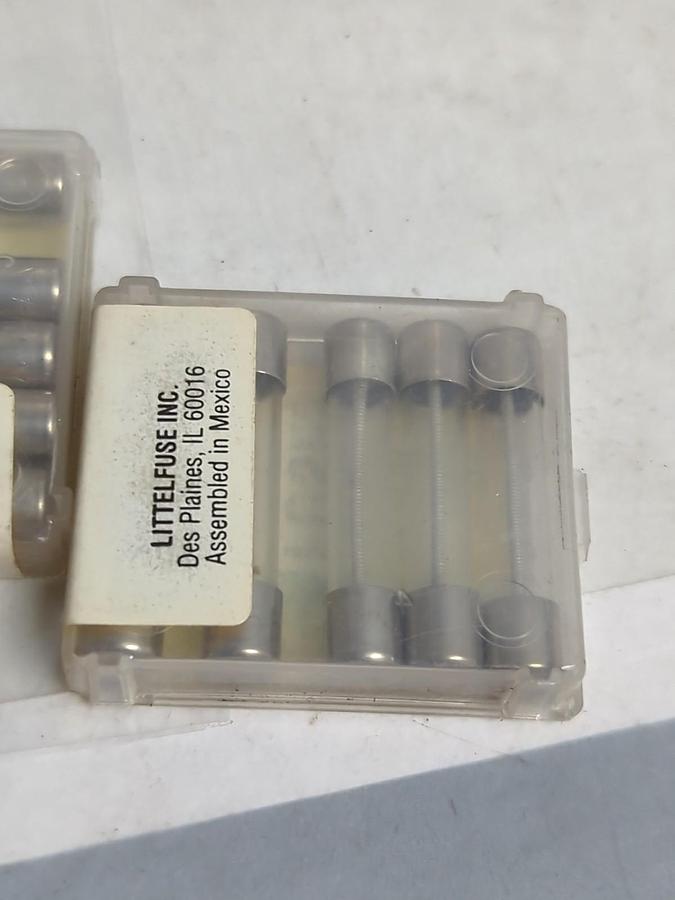 LITTELFUSE INC.
Des Plaines, IL 60016
Assembled in Mexico